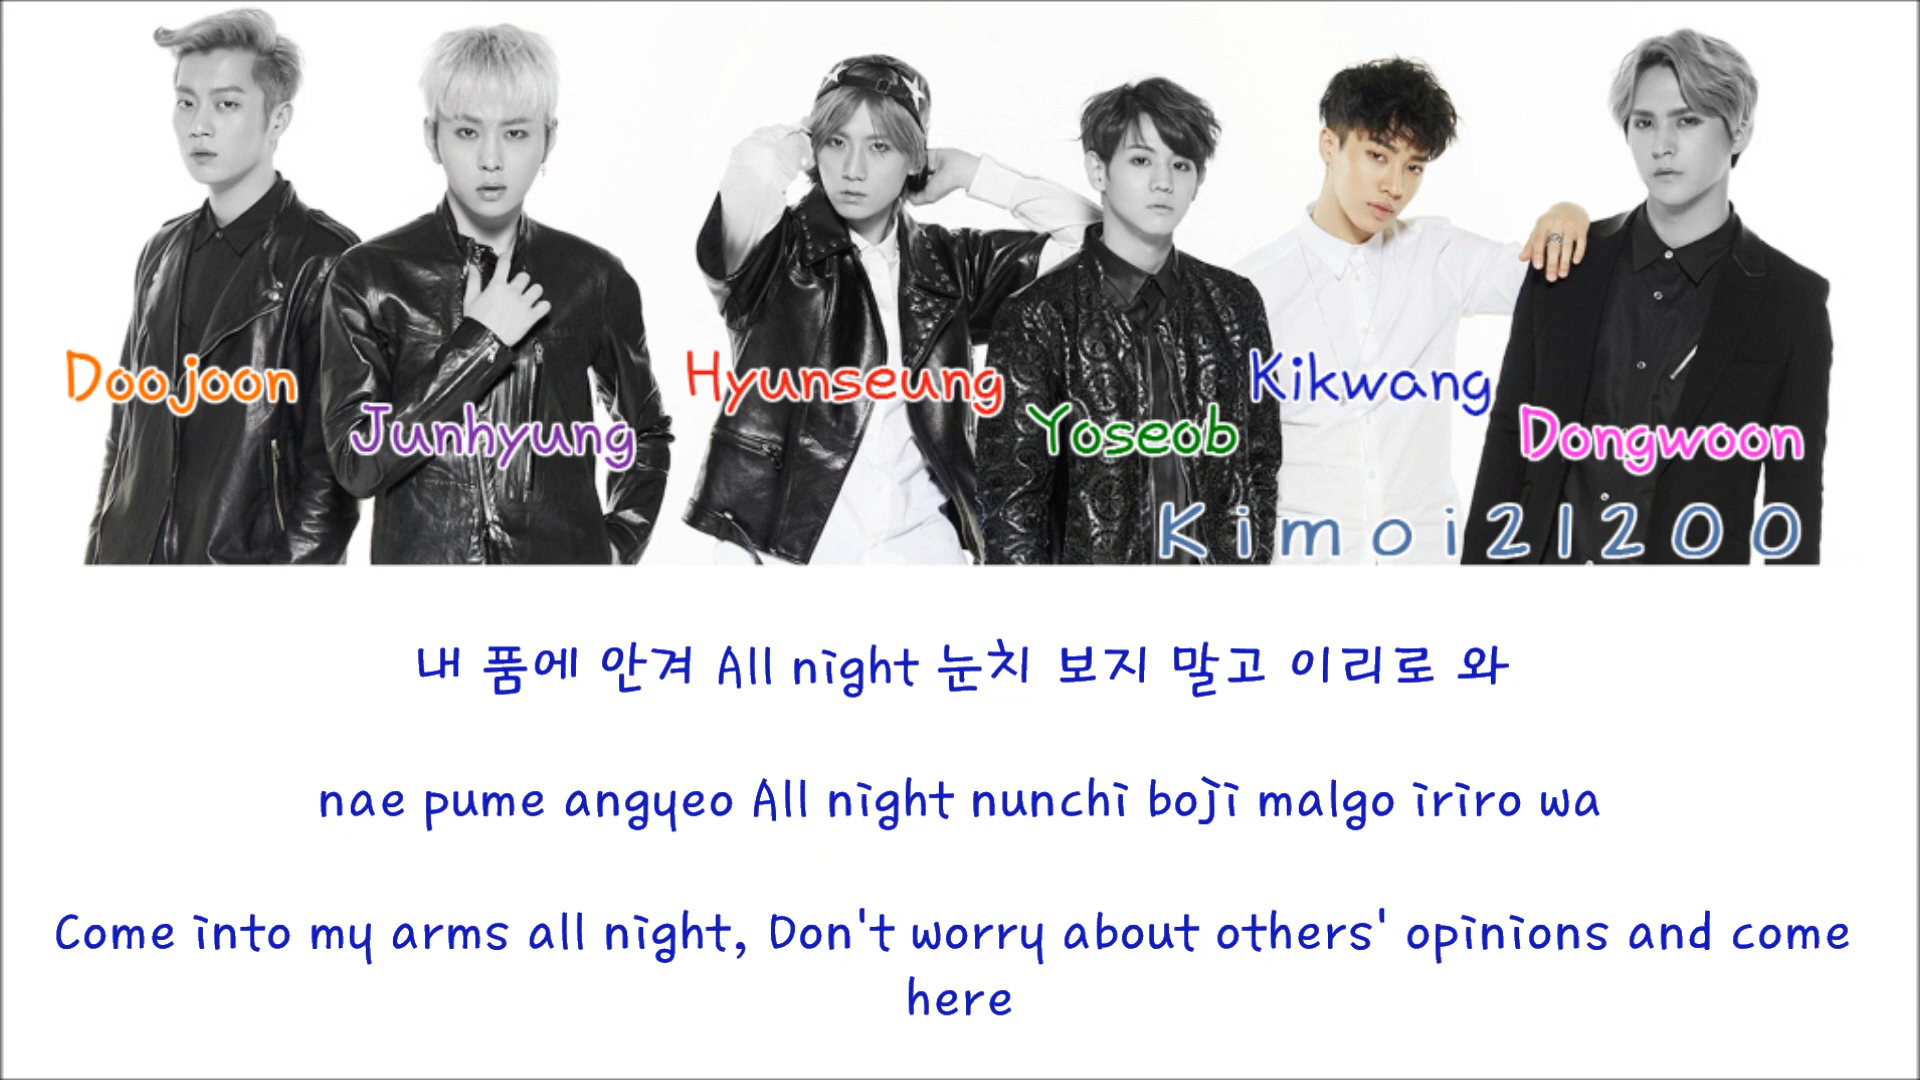 Doojoon
Junhyung
Hyunseung
Yoseob
Kikwang
Dongwoon
Kimoi21200
내 품에 안겨 All night 눈치 보지 말고 이리로 와
nae pume angyeo All night nunchi boji malgo iriro wa
Come into my arms all night, Don't worry about others' opinions and come
here